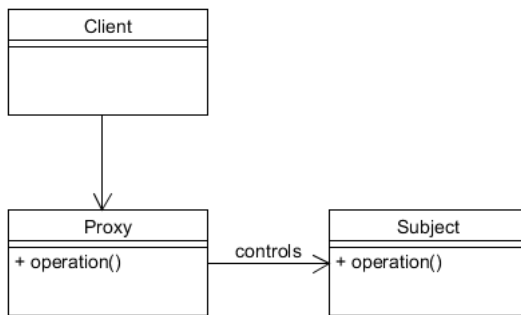 Client
Proxy
+ operation()
controls
Subject
+ operation()